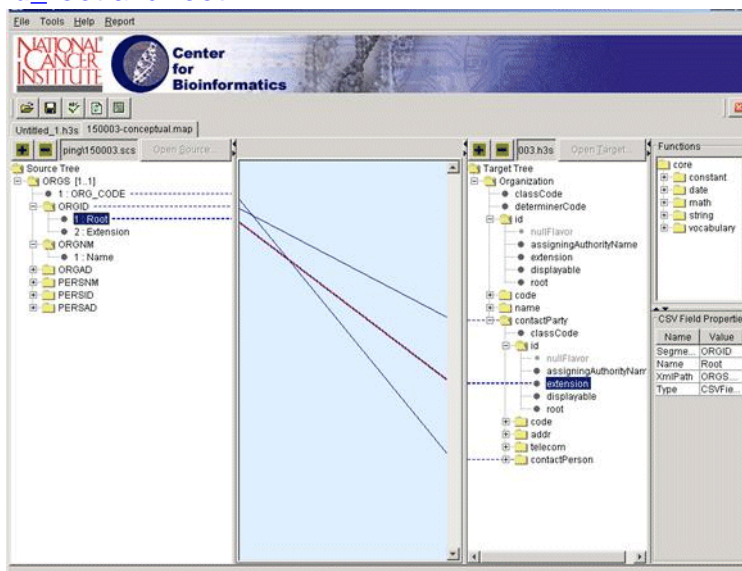 File Tools Help Report
NATIONAL
CANCER
INSTITUTE
Center
for
Bioinformatics
Untitled_1.h3s 150003-conceptual.map
ping\150003.scs Open Source...
Source Tree
ORGS [1..1]
1 : ORG_CODE
ORGID
1 : Root
2 : Extension
ORGNM
1 : Name
ORGAD
PERSNM
PERSID
PERSAD
003.h3s Open Target...
Target Tree
Organization
classCode
determinerCode
id
nullFlavor
assigningAuthorityName
extension
displayable
root
code
name
contactParty
classCode
id
nullFlavor
assigningAuthorityNam
extension
displayable
root
code
addr
telecom
contactPerson
Functions
core
constant
date
math
string
vocabulary
CSV Field Propertie
Name Value
Segme... ORGID
Name Root
XmlPath ORGS....
Type CSVFie...